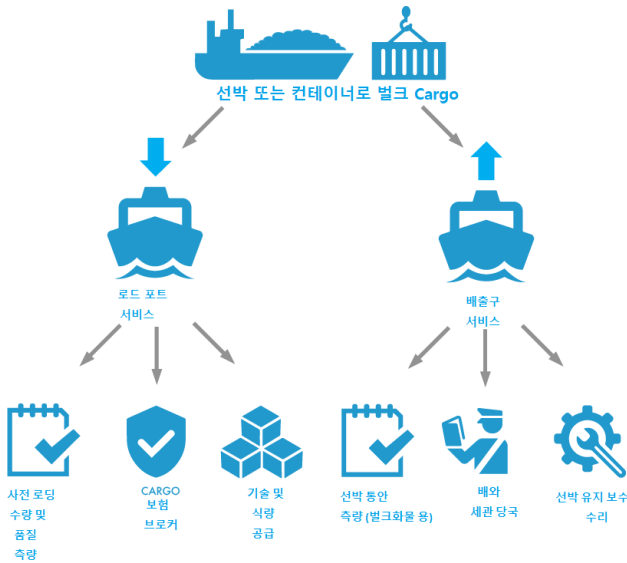 선박 또는 컨테이너로 벌크 Cargo
로드 포트
서비스
배출구
서비스
사전 로딩
수량 및
품질
측량
CARGO
보험
브로커
기술 및
식량
공급
선박 통안
측량 (벌크화물 용)
배와
세관 당국
선박 유지 보수
수리